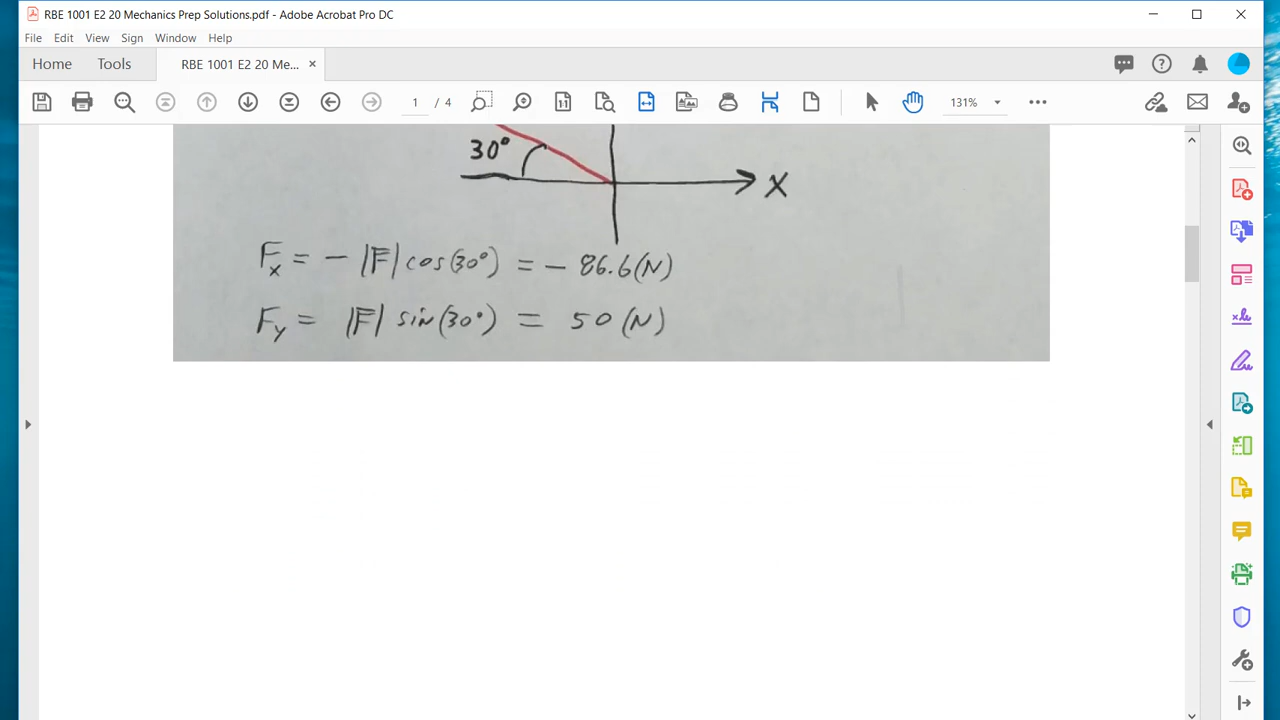 RBE 1001 E2 20 Mechanics Prep Solutions.pdf - Adobe Acrobat Pro DC
File Edit View Sign Window Help
Home Tools RBE 1001 E2 20 Me... ×
1 / 4 131%
30°
X
Fx = - |F| cos(30°) = - 86.6 (N)
Fy = |F| sin(30°) = 50 (N)